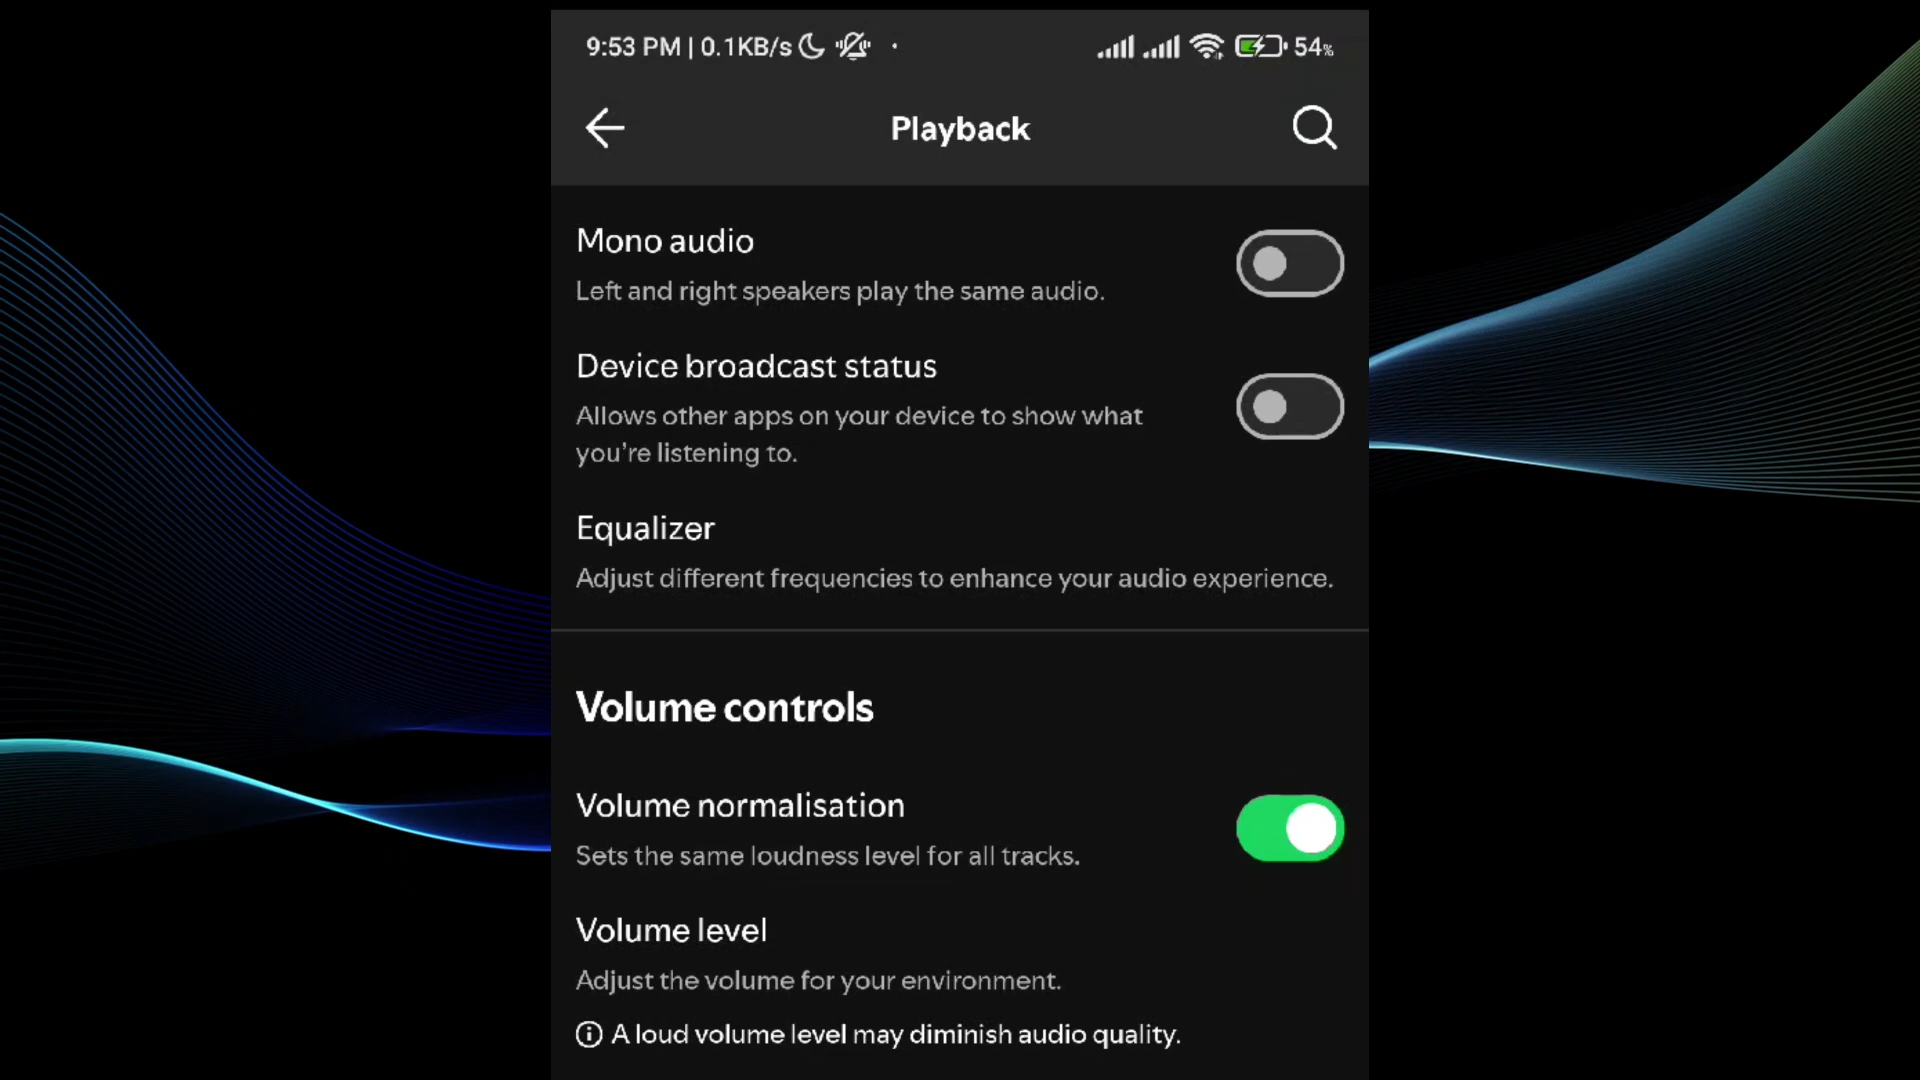 9:53 PM | 0.1KB/s 54%
Playback
Mono audio
Left and right speakers play the same audio.
Device broadcast status
Allows other apps on your device to show what
you're listening to.
Equalizer
Adjust different frequencies to enhance your audio experience.
Volume controls
Volume normalisation
Sets the same loudness level for all tracks.
Volume level
Adjust the volume for your environment.
A loud volume level may diminish audio quality.